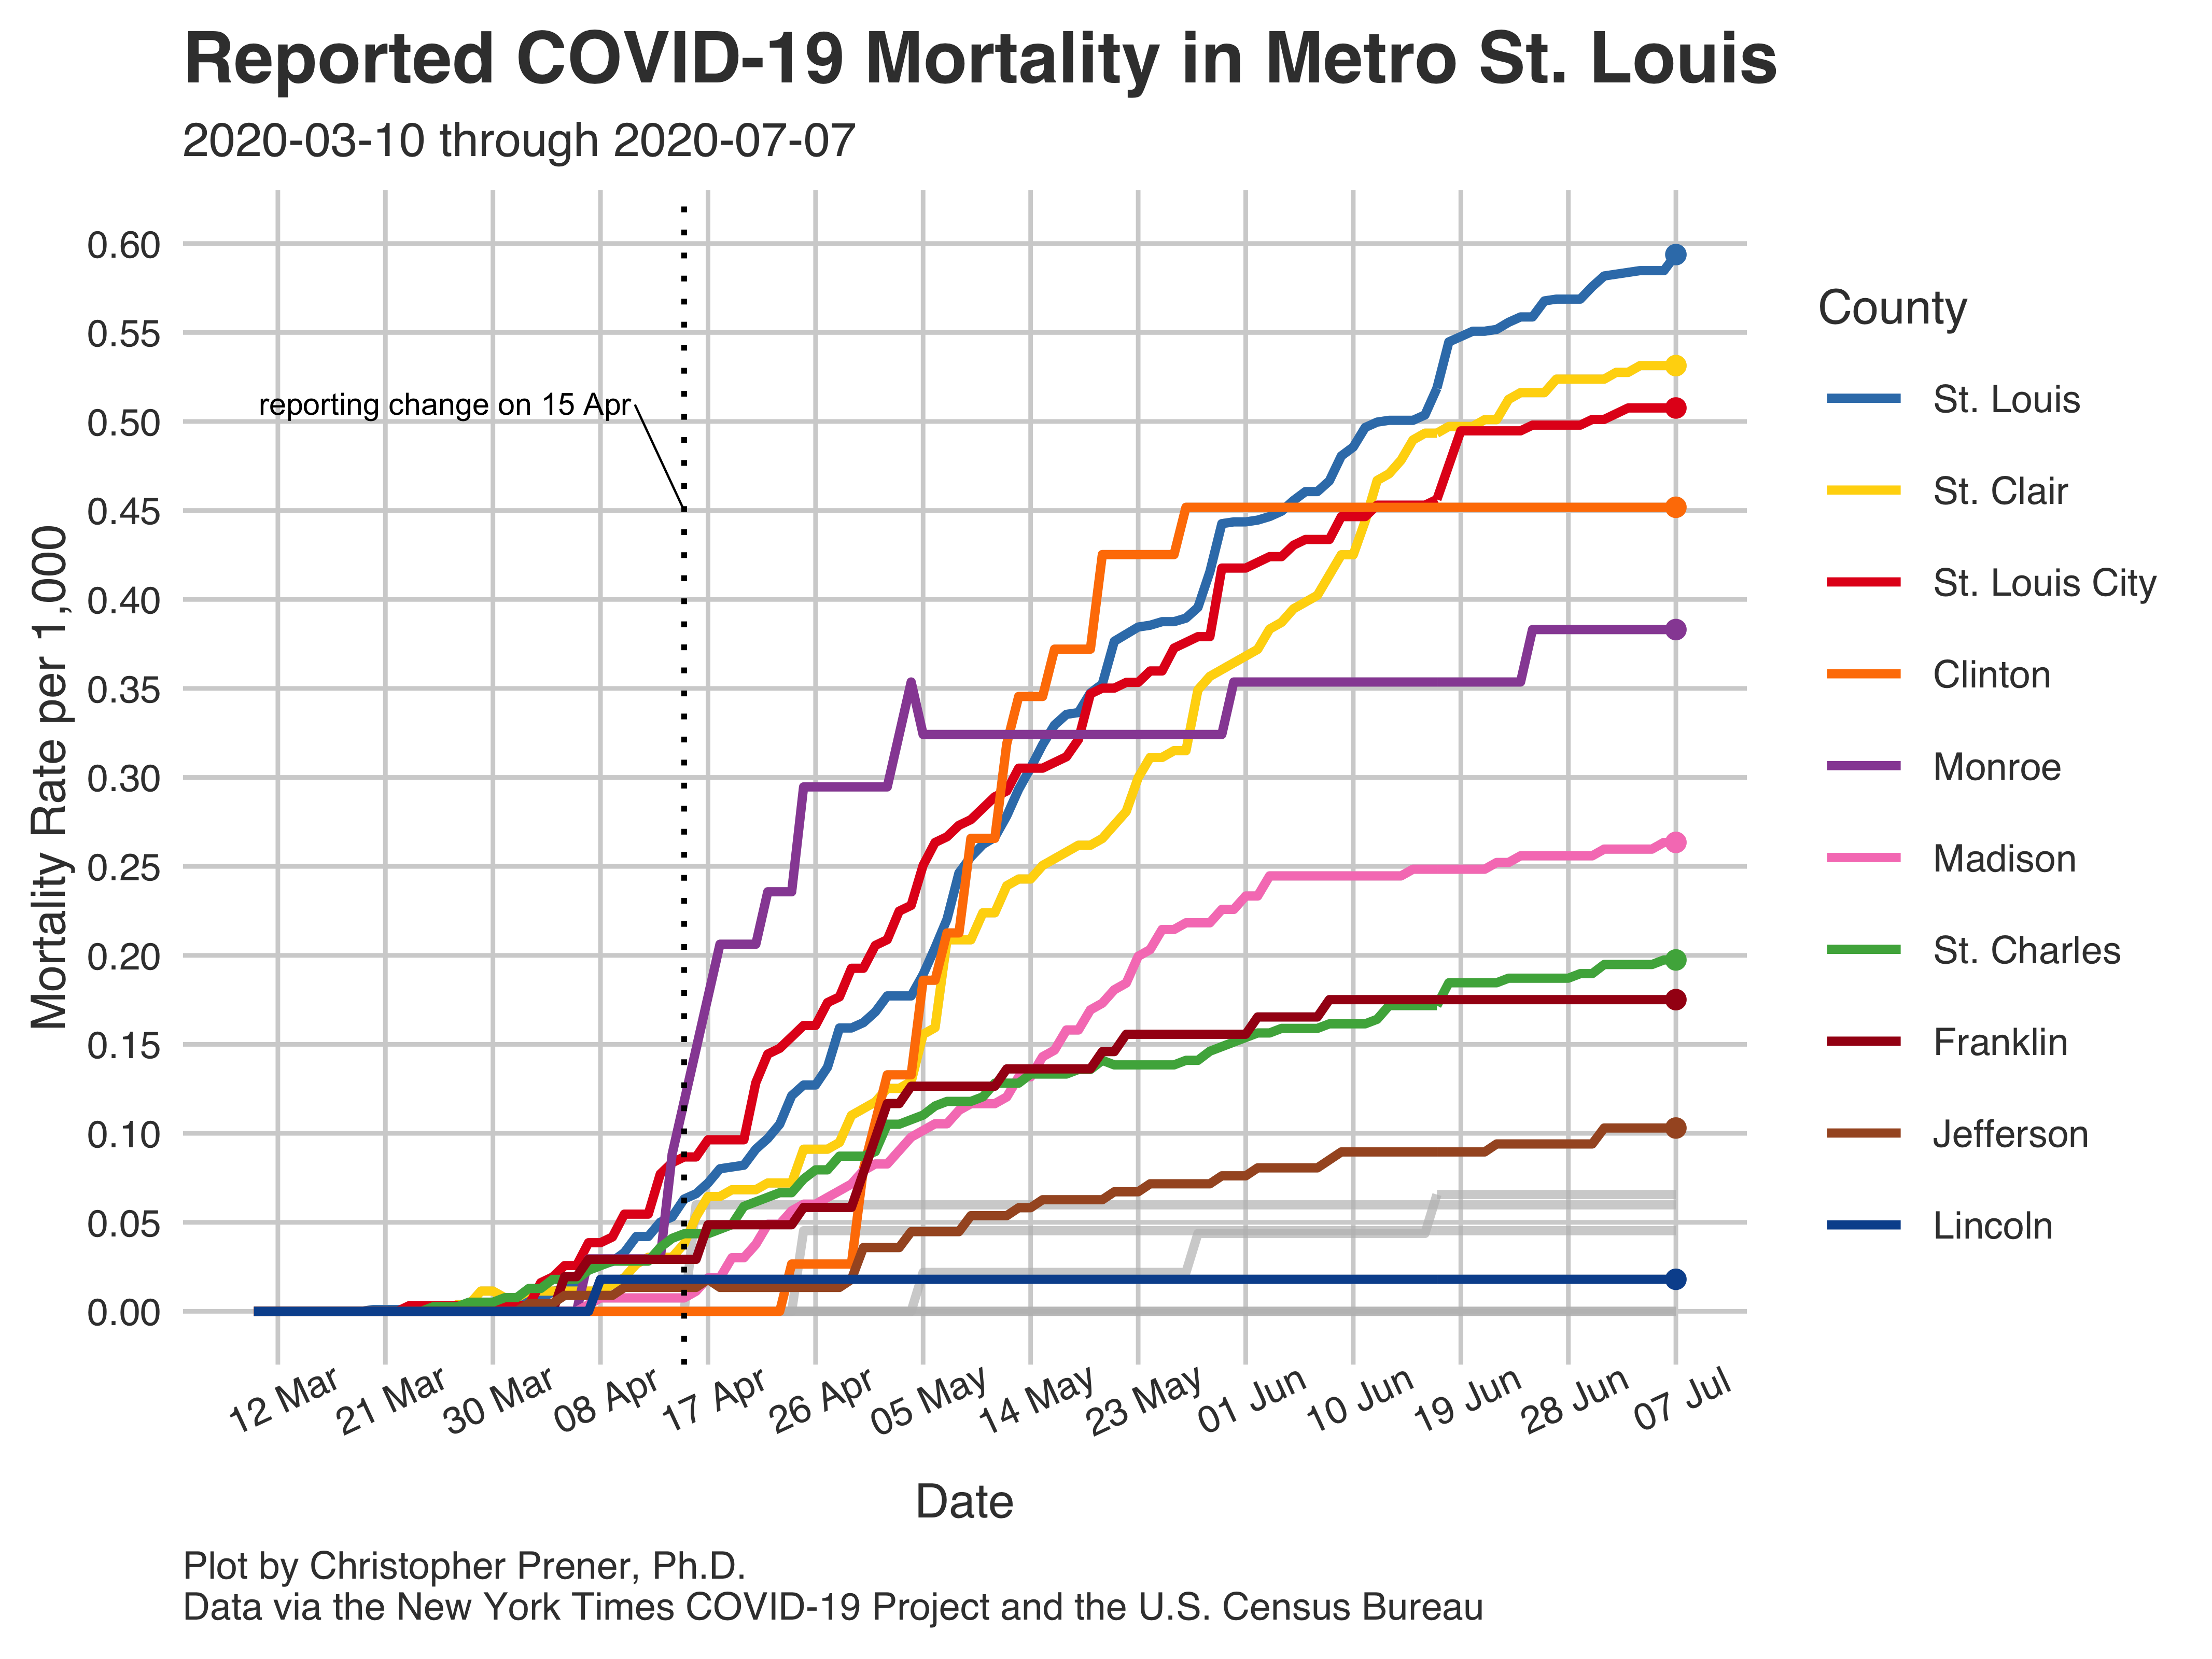 Reported COVID-19 Mortality in Metro St. Louis
2020-03-10 through 2020-07-07
Mortality Rate per 1,000
0.60
0.55
0.50
0.45
0.40
0.35
0.30
0.25
0.20
0.15
0.10
0.05
0.00
reporting change on 15 Apr
12 Mar
21 Mar
30 Mar
08 Apr
17 Apr
26 Apr
05 May
14 May
23 May
01 Jun
10 Jun
19 Jun
28 Jun
07 Jul
Date
County
St. Louis
St. Clair
St. Louis City
Clinton
Monroe
Madison
St. Charles
Franklin
Jefferson
Lincoln
Plot by Christopher Prener, Ph.D.
Data via the New York Times COVID-19 Project and the U.S. Census Bureau